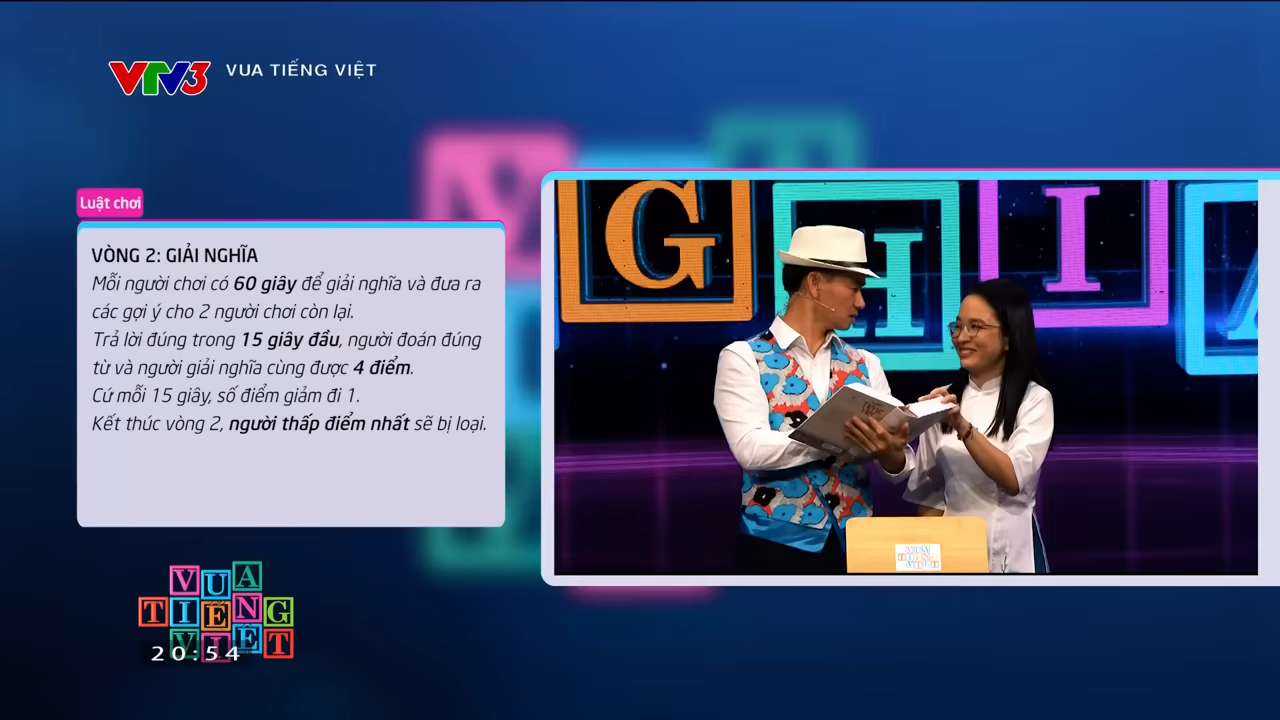 VTV3
VUA TIẾNG VIỆT
Luật chơi
VÒNG 2: GIẢI NGHĨA
Mỗi người chơi có 60 giây để giải nghĩa và đưa ra
các gợi ý cho 2 người chơi còn lại.
Trả lời đúng trong 15 giây đầu, người đoán đúng
từ và người giải nghĩa cùng được 4 điểm.
Cứ mỗi 15 giây, số điểm giảm đi 1.
Kết thúc vòng 2, người thấp điểm nhất sẽ bị loại.
G H I
VUA
TIẾNG
VIỆT
VUA
TIẾNG
VIỆT
20:54